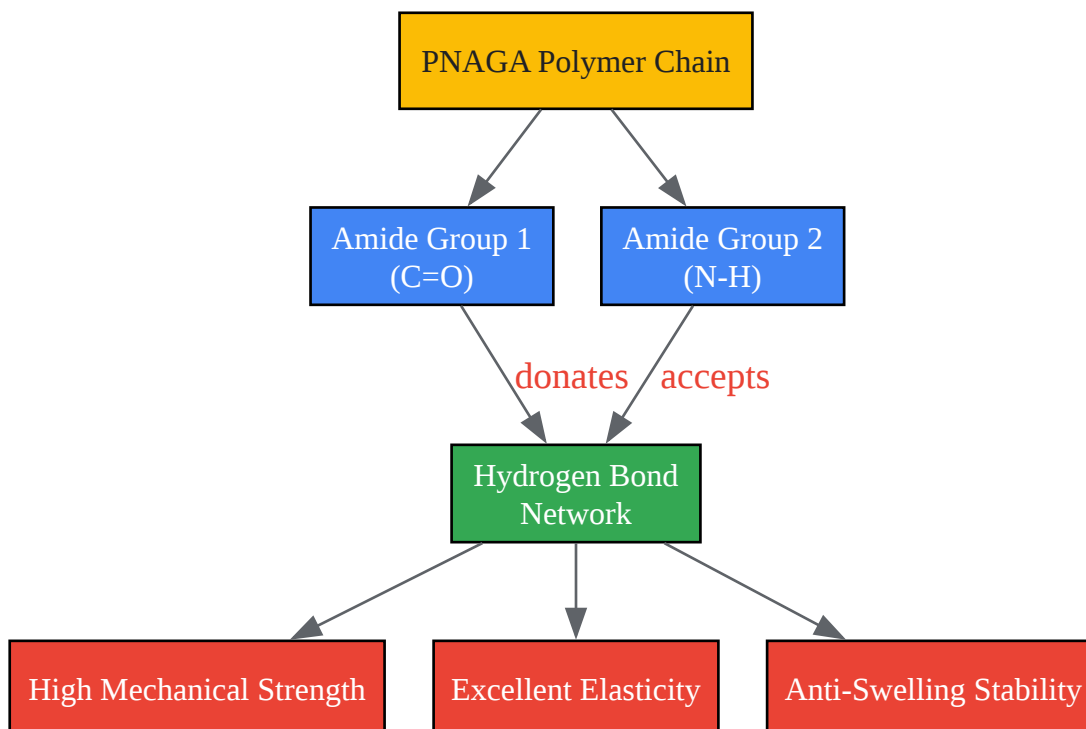 PNAGA Polymer Chain
Amide Group 1
(C=O)
Amide Group 2
(N-H)
donates
accepts
Hydrogen Bond
Network
High Mechanical Strength
Excellent Elasticity
Anti-Swelling Stability